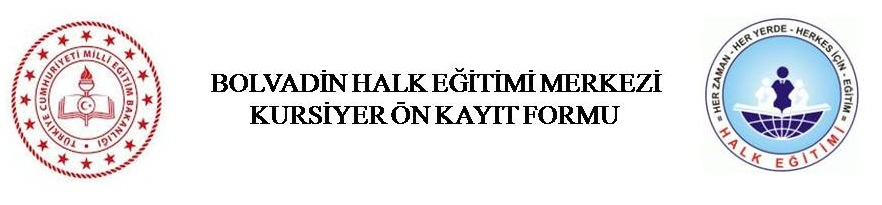 TÜRKİYE CUMHURİYETİ MİLLÎ EĞİTİM BAKANLIĞI
BOLVADİN HALK EĞİTİMİ MERKEZİ
KURSİYER ÖN KAYIT FORMU
= HER ZAMAN - HER YERDE - HERKES İÇİN - EĞİTİM =
HALK EĞİTİMİ